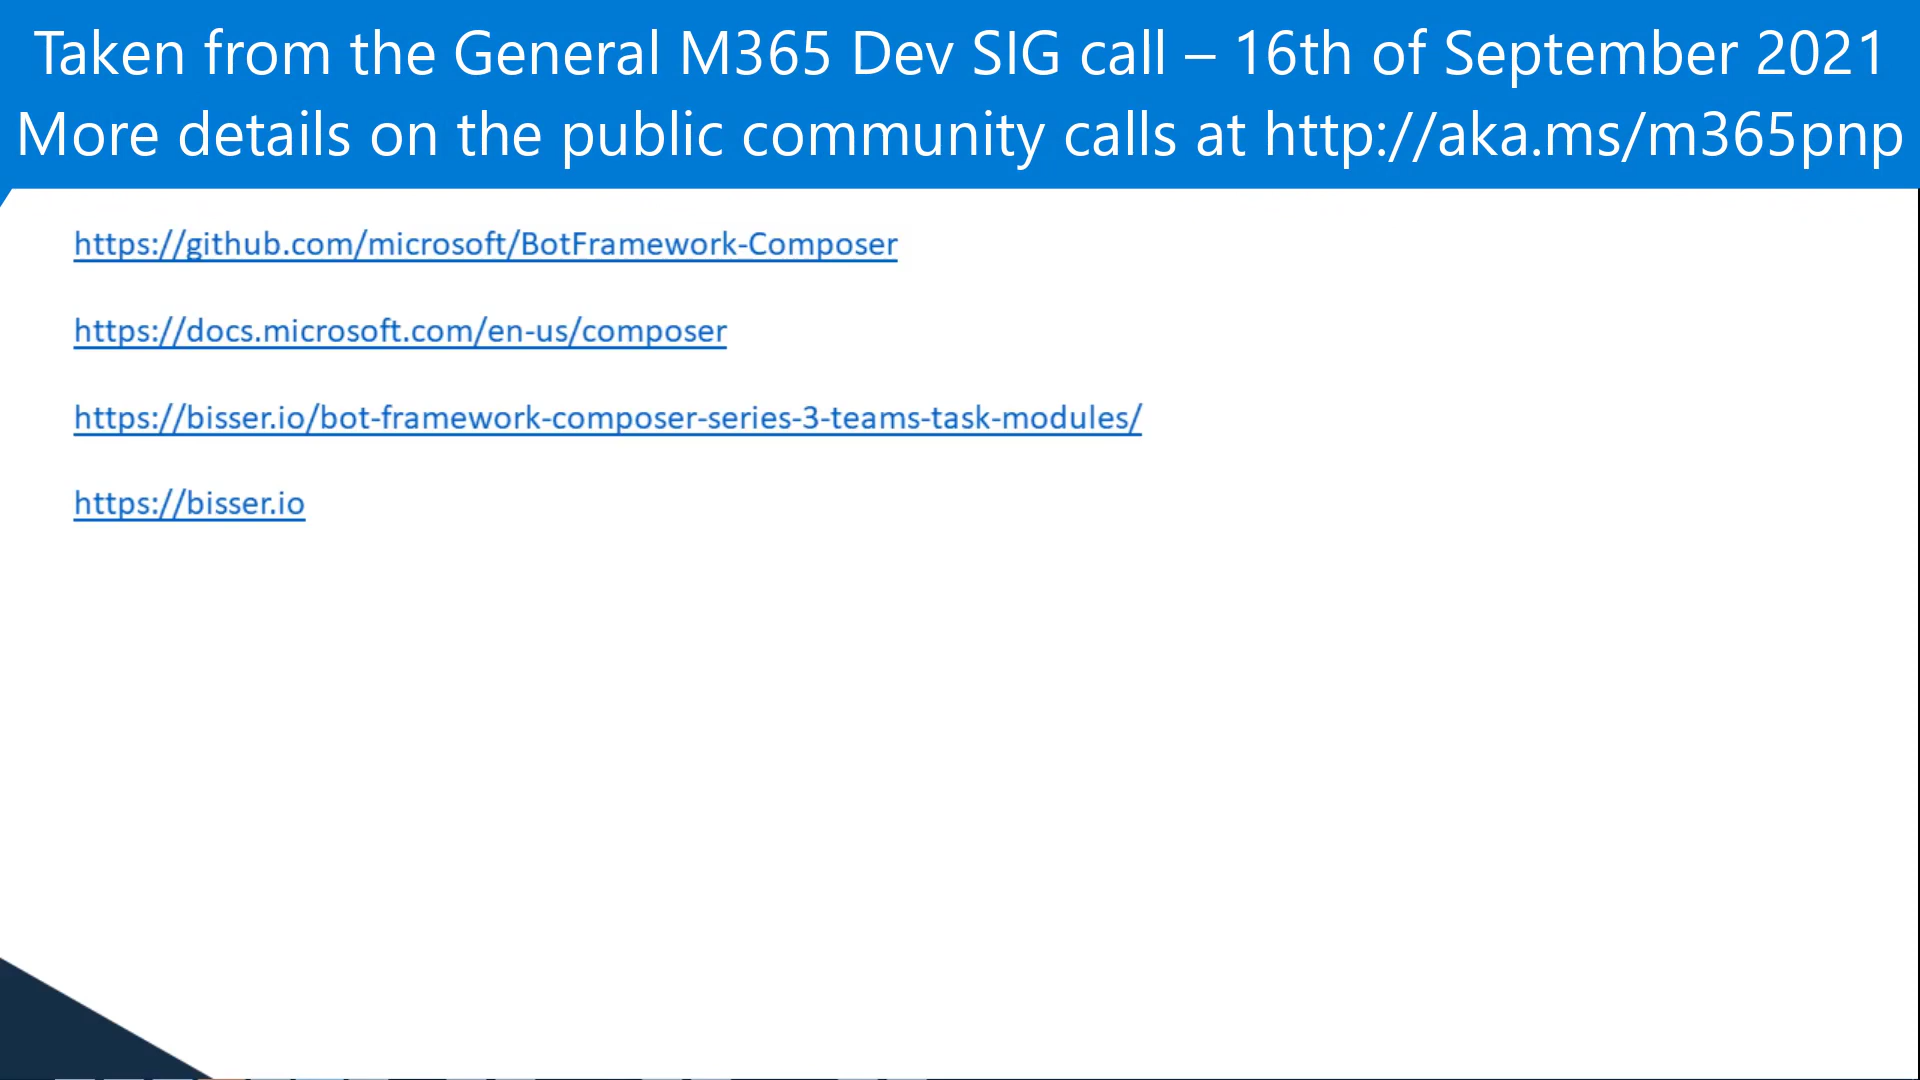 Taken from the General M365 Dev SIG call – 16th of September 2021
More details on the public community calls at http://aka.ms/m365pnp
https://github.com/microsoft/BotFramework-Composer
https://docs.microsoft.com/en-us/composer
https://bisser.io/bot-framework-composer-series-3-teams-task-modules/
https://bisser.io